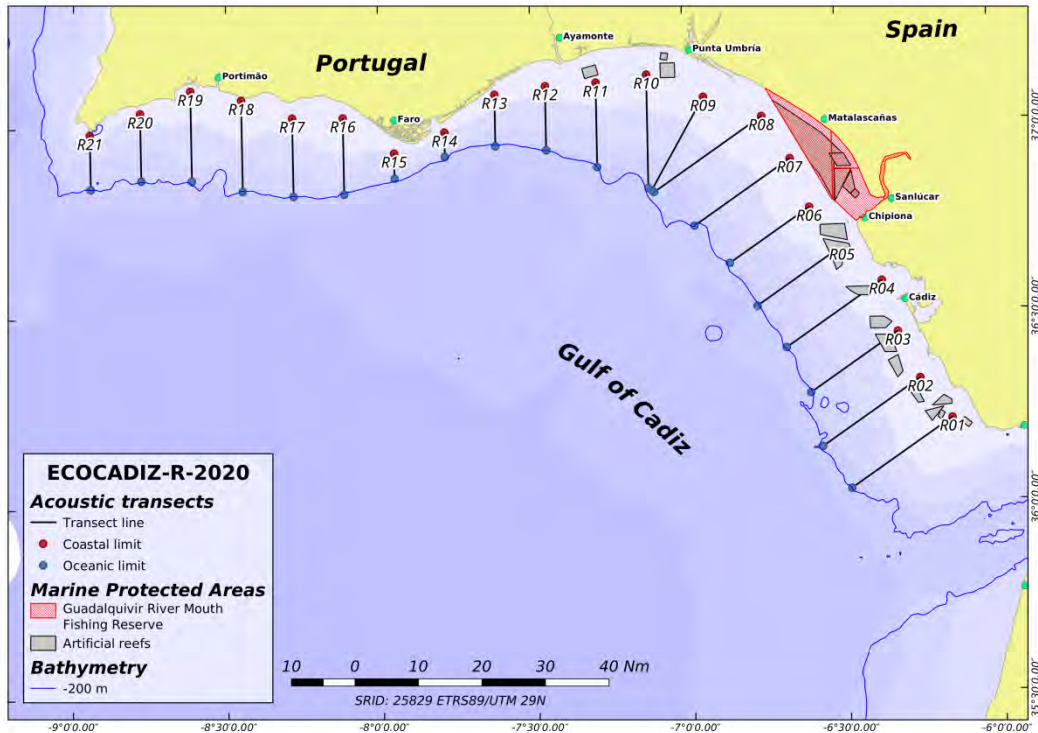 Spain
Portugal
Ayamonte
Punta Umbría
Portimão
Faro
Matalascañas
Sanlúcar
Chipiona
Cádiz
R21
R20
R19
R18
R17
R16
R15
R14
R13
R12
R11
R10
R09
R08
R07
R06
R05
R04
R03
R02
R01
Gulf of Cadiz
37°0'0.00"
36°30'0.00"
36°0'0.00"
35°30'0.00"
ECOCADIZ-R-2020
Acoustic transects
Transect line
Coastal limit
Oceanic limit
Marine Protected Areas
Guadalquivir River Mouth
Fishing Reserve
Artificial reefs
Bathymetry
-200 m
10 0 10 20 30 40 Nm
SRID: 25829 ETRS89/UTM 29N
-9°0'0.00" -8°30'0.00" -8°0'0.00" -7°30'0.00" -7°0'0.00" -6°30'0.00" -6°0'0.00"